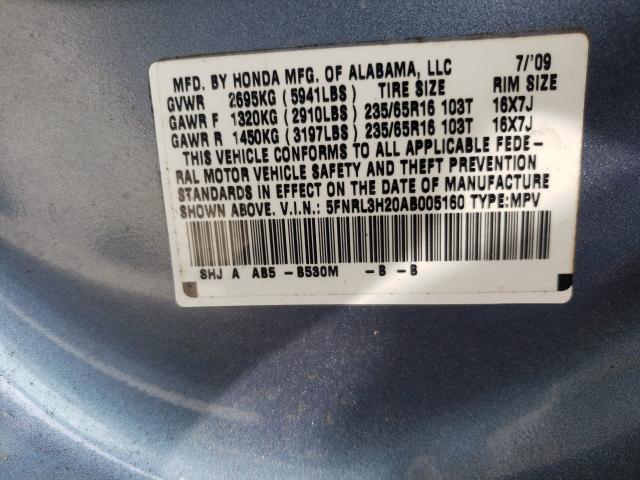 MFD. BY HONDA MFG. OF ALABAMA, LLC 7/'09
GVWR 2695KG (5941LBS) TIRE SIZE RIM SIZE
GAWR F 1320KG (2910LBS) 235/65R16 103T 16X7J
GAWR R 1450KG (3197LBS) 235/65R16 103T 16X7J
THIS VEHICLE CONFORMS TO ALL APPLICABLE FEDE-
RAL MOTOR VEHICLE SAFETY AND THEFT PREVENTION
STANDARDS IN EFFECT ON THE DATE OF MANUFACTURE
SHOWN ABOVE. V.I.N.: 5FNRL3H20AB005160 TYPE:MPV
SHJ A AB5 -B530M -B -B